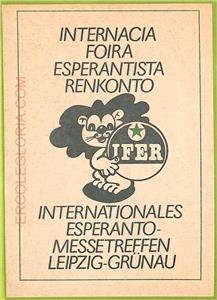 INTERNACIA
FOIRA
ESPERANTISTA
RENKONTO
IFER
INTERNATIONALES
ESPERANTO-
MESSETREFFEN
LEIPZIG-GRÜNAU
ERCOLEGLORIA.COM